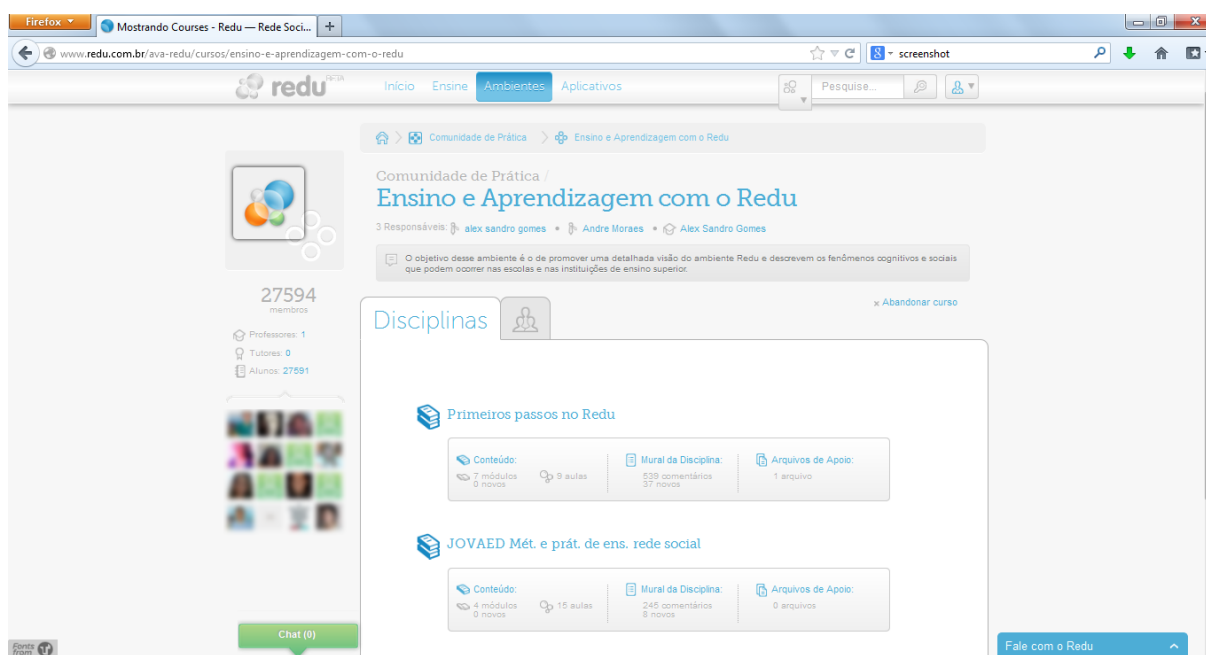 Firefox
Mostrando Courses - Redu — Rede Soci...
www.redu.com.br/ava-redu/cursos/ensino-e-aprendizagem-com-o-redu
8 screenshot
redu BETA
Início Ensine Ambientes Aplicativos
Pesquise...
Comunidade de Prática Ensino e Aprendizagem com o Redu
Comunidade de Prática /
Ensino e Aprendizagem com o Redu
3 Responsáveis: alex sandro gomes • Andre Moraes • Alex Sandro Gomes
O objetivo desse ambiente é o de promover uma detalhada visão do ambiente Redu e descrevem os fenômenos cognitivos e sociais
que podem ocorrer nas escolas e nas instituições de ensino superior.
27594
membros
Professores: 1
Tutores: 0
Alunos: 27591
x Abandonar curso
Disciplinas
Primeiros passos no Redu
Conteúdo:
7 módulos 9 aulas
0 novos
Mural da Disciplina:
539 comentários
37 novos
Arquivos de Apoio:
1 arquivo
JOVAED Mét. e prát. de ens. rede social
Conteúdo:
4 módulos 15 aulas
0 novos
Mural da Disciplina:
245 comentários
8 novos
Arquivos de Apoio:
0 arquivos
Chat (0)
Fonts
from
Fale com o Redu